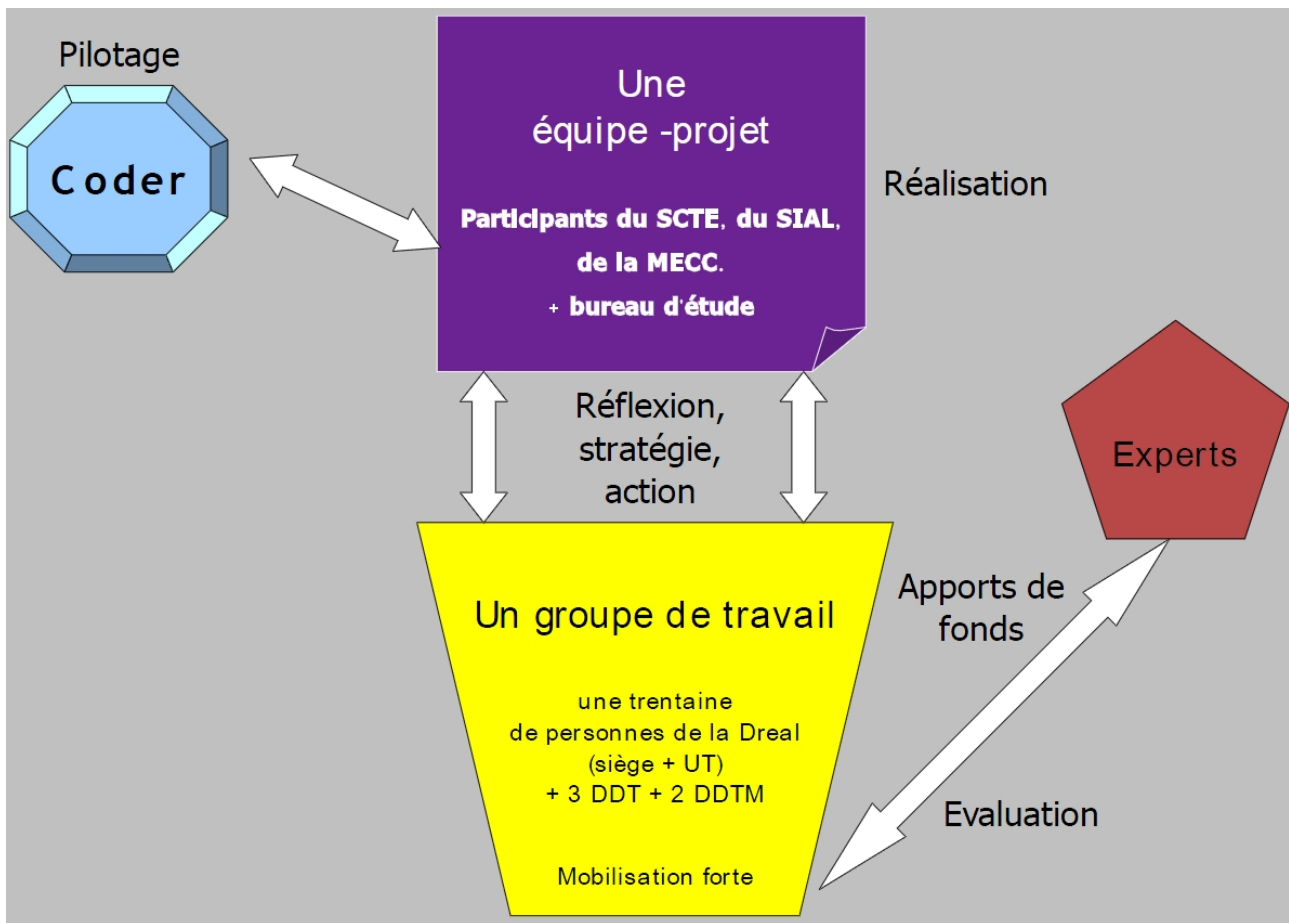 Pilotage
Coder
Une
équipe -projet
Participants du SCTE, du SIAL,
de la MECC.
+ bureau d'étude
Réalisation
Réflexion,
stratégie,
action
Experts
Un groupe de travail
une trentaine
de personnes de la Dreal
(siège + UT)
+ 3 DDT + 2 DDTM
Mobilisation forte
Apports de
fonds
Evaluation